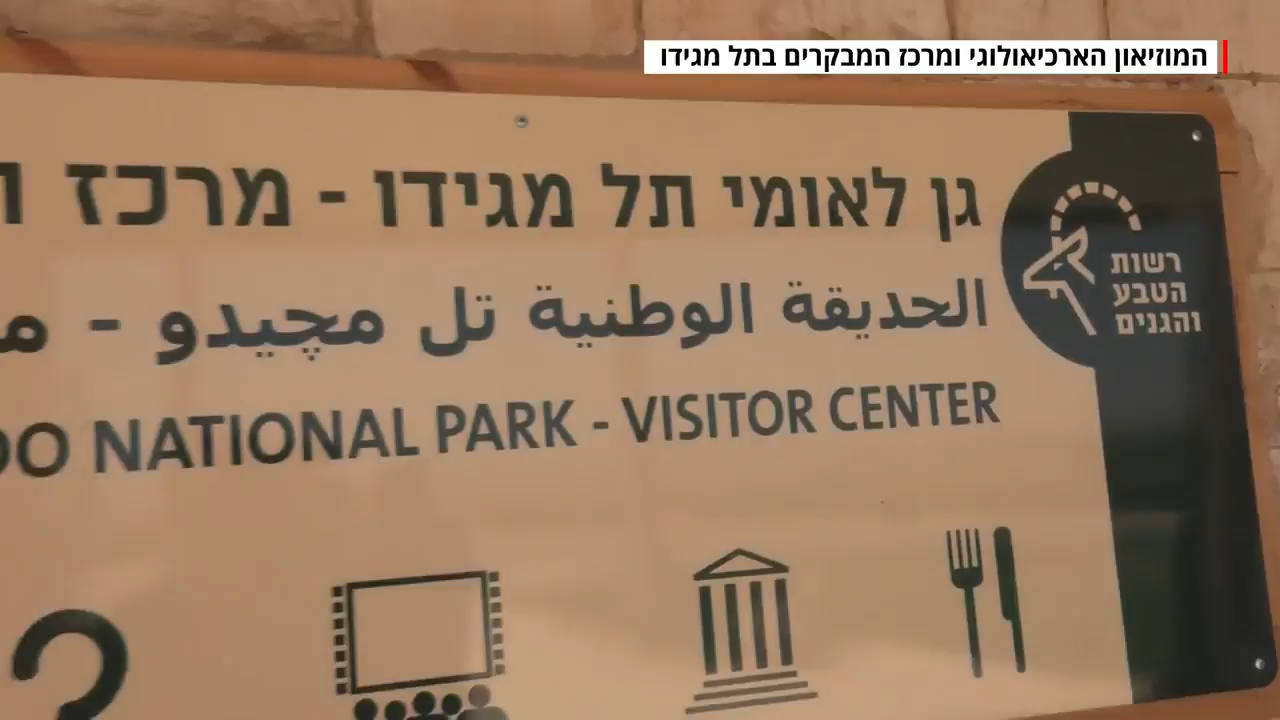 המוזיאון הארכיאולוגי ומרכז המבקרים בתל מגידו
גן לאומי תל מגידו - מרכז
الحديقة الوطنية تل مچيدو -
NATIONAL PARK - VISITOR CENTER
רשות
הטבע
והגנים